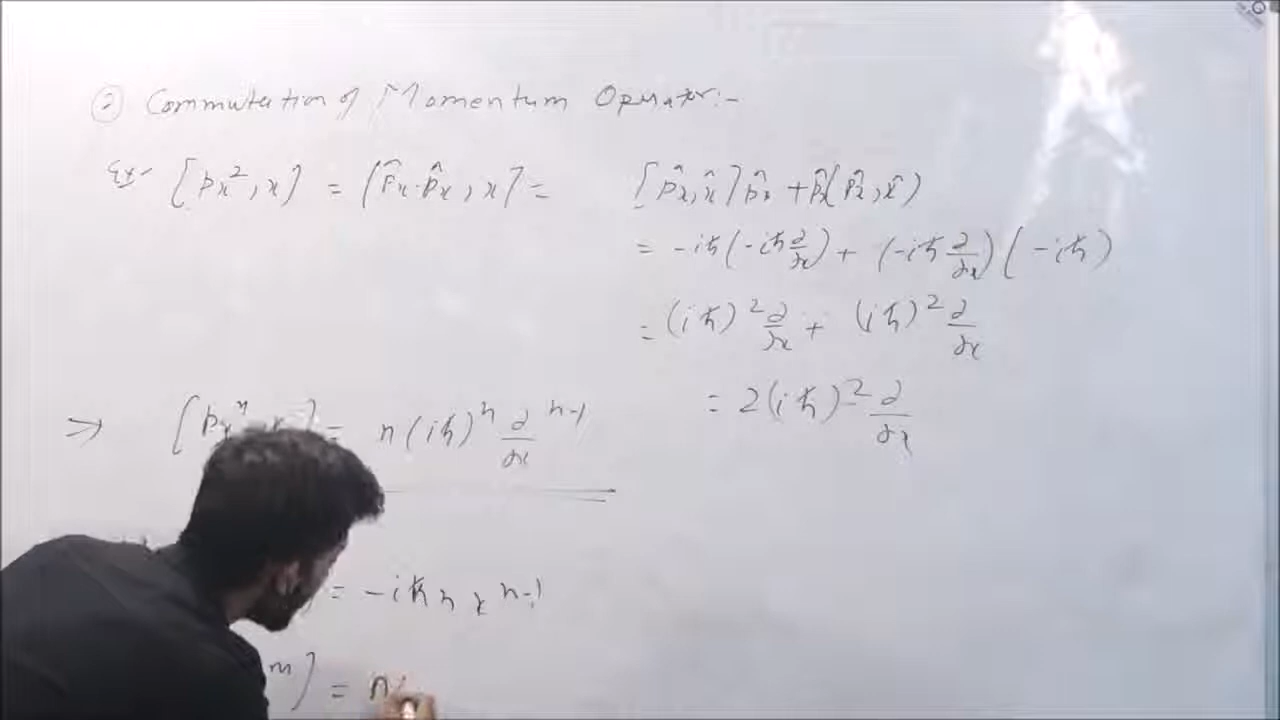 ② Commutation of Momentum Operator:-
Ex- [px², x] = [p̂x·p̂x, x] = [p̂x, x̂]p̂x + p̂x[p̂x, x̂)
= -iħ(-iħ ∂/∂x) + (-iħ ∂/∂x)(-iħ)
= (iħ)² ∂/∂x + (iħ)² ∂/∂x
= 2(iħ)² ∂/∂x
⇒ [px^n ] = n(iħ)^n ∂/∂x^n-1
] = -iħ n x^n-1
m] = n